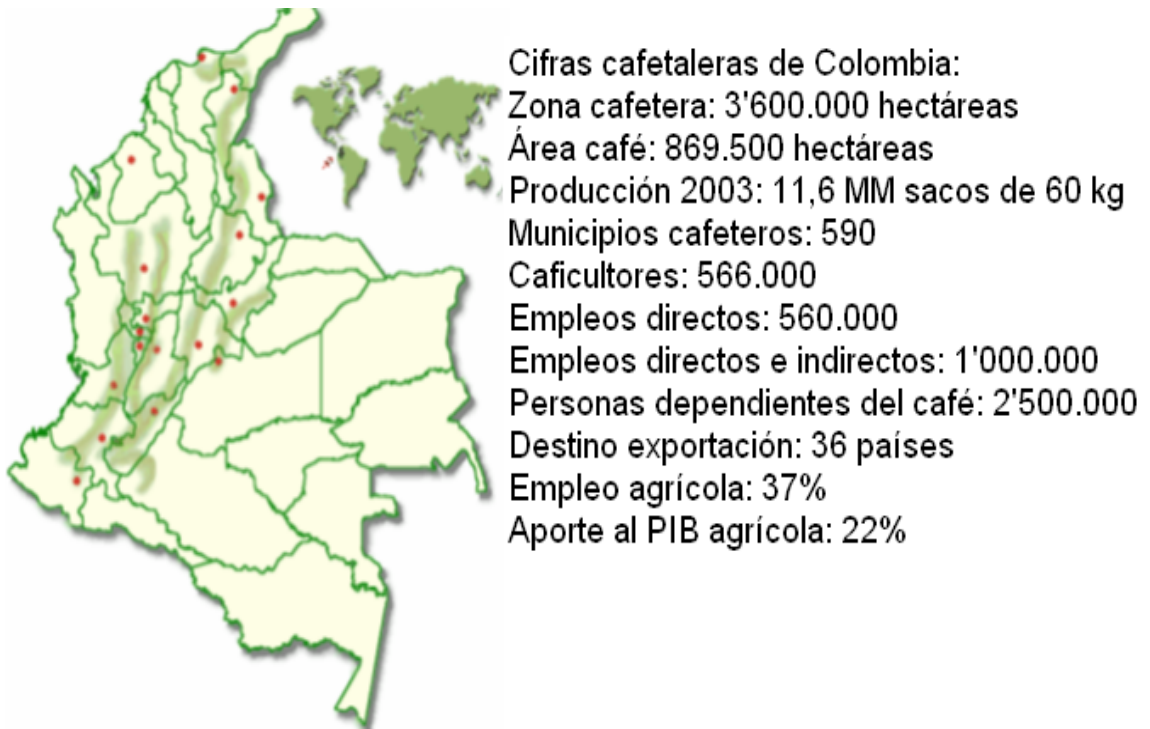 Cifras cafetaleras de Colombia:
Zona cafetera: 3'600.000 hectáreas
Área café: 869.500 hectáreas
Producción 2003: 11,6 MM sacos de 60 kg
Municipios cafeteros: 590
Caficultores: 566.000
Empleos directos: 560.000
Empleos directos e indirectos: 1'000.000
Personas dependientes del café: 2'500.000
Destino exportación: 36 países
Empleo agrícola: 37%
Aporte al PIB agrícola: 22%